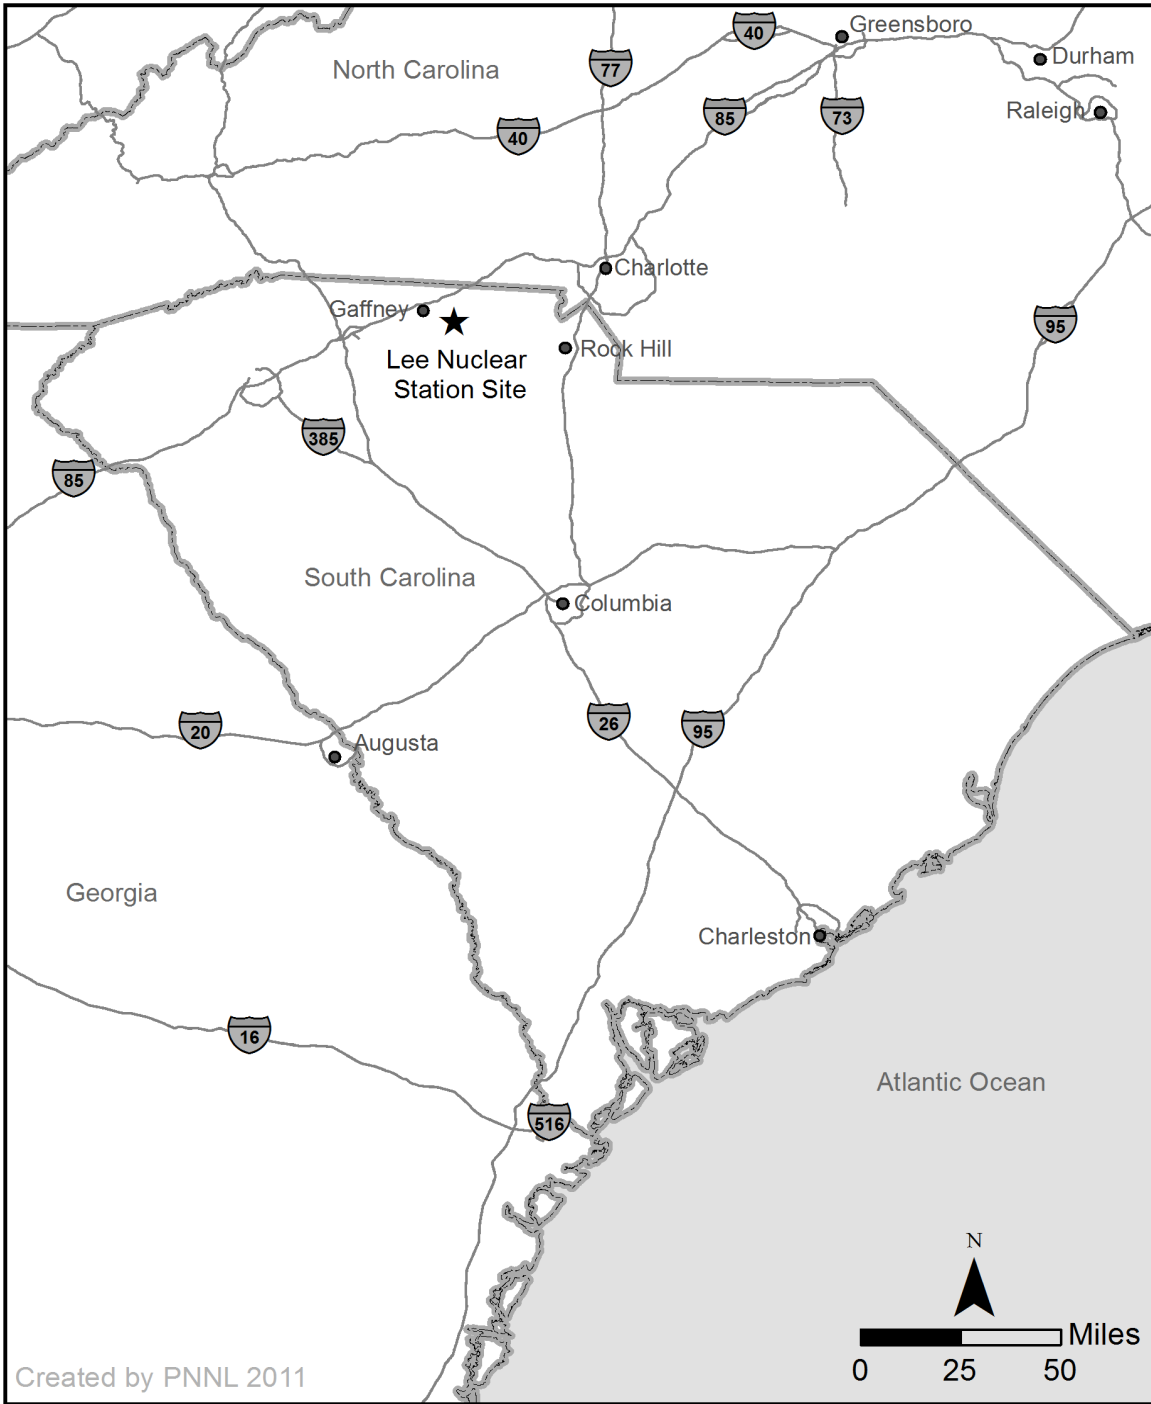 Greensboro
40
Durham
North Carolina
77
85
73
Raleigh
40
Charlotte
Gaffney
95
Rock Hill
Lee Nuclear
Station Site
385
85
South Carolina
Columbia
26
95
20
Augusta
Georgia
Charleston
16
Atlantic Ocean
516
N
Miles
0 25 50
Created by PNNL 2011